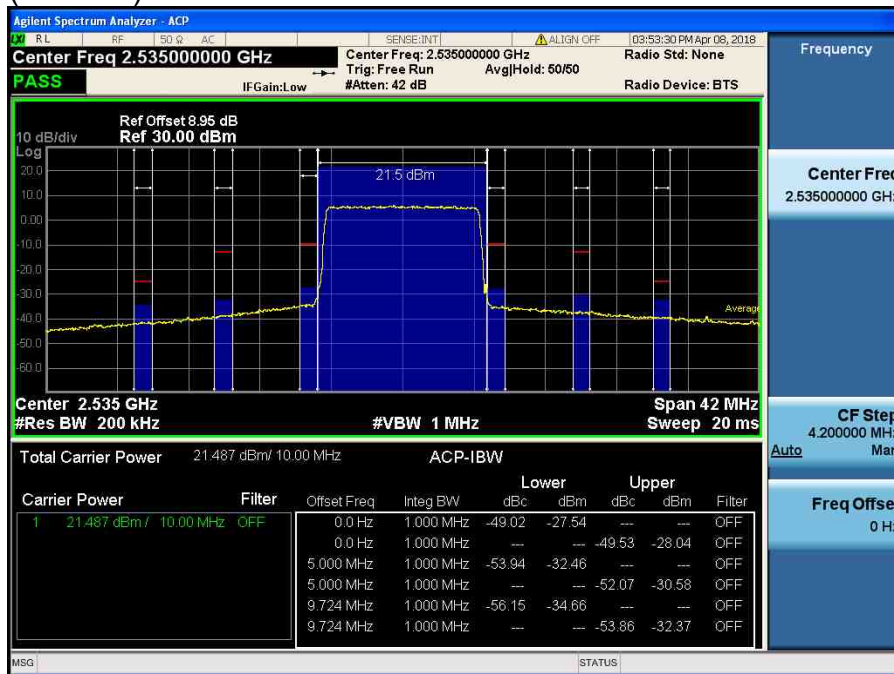 Agilent Spectrum Analyzer - ACP
LXI RL RF 50 Ω AC SENSE:INT ALIGN OFF 03:53:30 PM Apr 08, 2018
Center Freq 2.535000000 GHz Center Freq: 2.535000000 GHz Radio Std: None
Trig: Free Run Avg|Hold: 50/50
PASS IFGain:Low #Atten: 42 dB Radio Device: BTS
Frequency
Ref Offset 8.95 dB
10 dB/div Ref 30.00 dBm
Log
20.0
10.0
0.00
-10.0
-20.0
-30.0
-40.0
-50.0
-60.0
21.5 dBm
Average
Center 2.535 GHz Span 42 MHz
#Res BW 200 kHz #VBW 1 MHz Sweep 20 ms
Total Carrier Power 21.487 dBm/ 10.00 MHz ACP-IBW
Lower Upper
Carrier Power Filter Offset Freq Integ BW dBc dBm dBc dBm Filter
1 21.487 dBm / 10.00 MHz OFF 0.0 Hz 1.000 MHz -49.02 -27.54 --- --- OFF
0.0 Hz 1.000 MHz --- --- -49.53 -28.04 OFF
5.000 MHz 1.000 MHz -53.94 -32.46 --- --- OFF
5.000 MHz 1.000 MHz --- --- -52.07 -30.58 OFF
9.724 MHz 1.000 MHz -56.15 -34.66 --- --- OFF
9.724 MHz 1.000 MHz --- --- -53.86 -32.37 OFF
Center Freq
2.535000000 GHz
CF Step
4.200000 MHz
Auto Man
Freq Offset
0 Hz
MSG STATUS